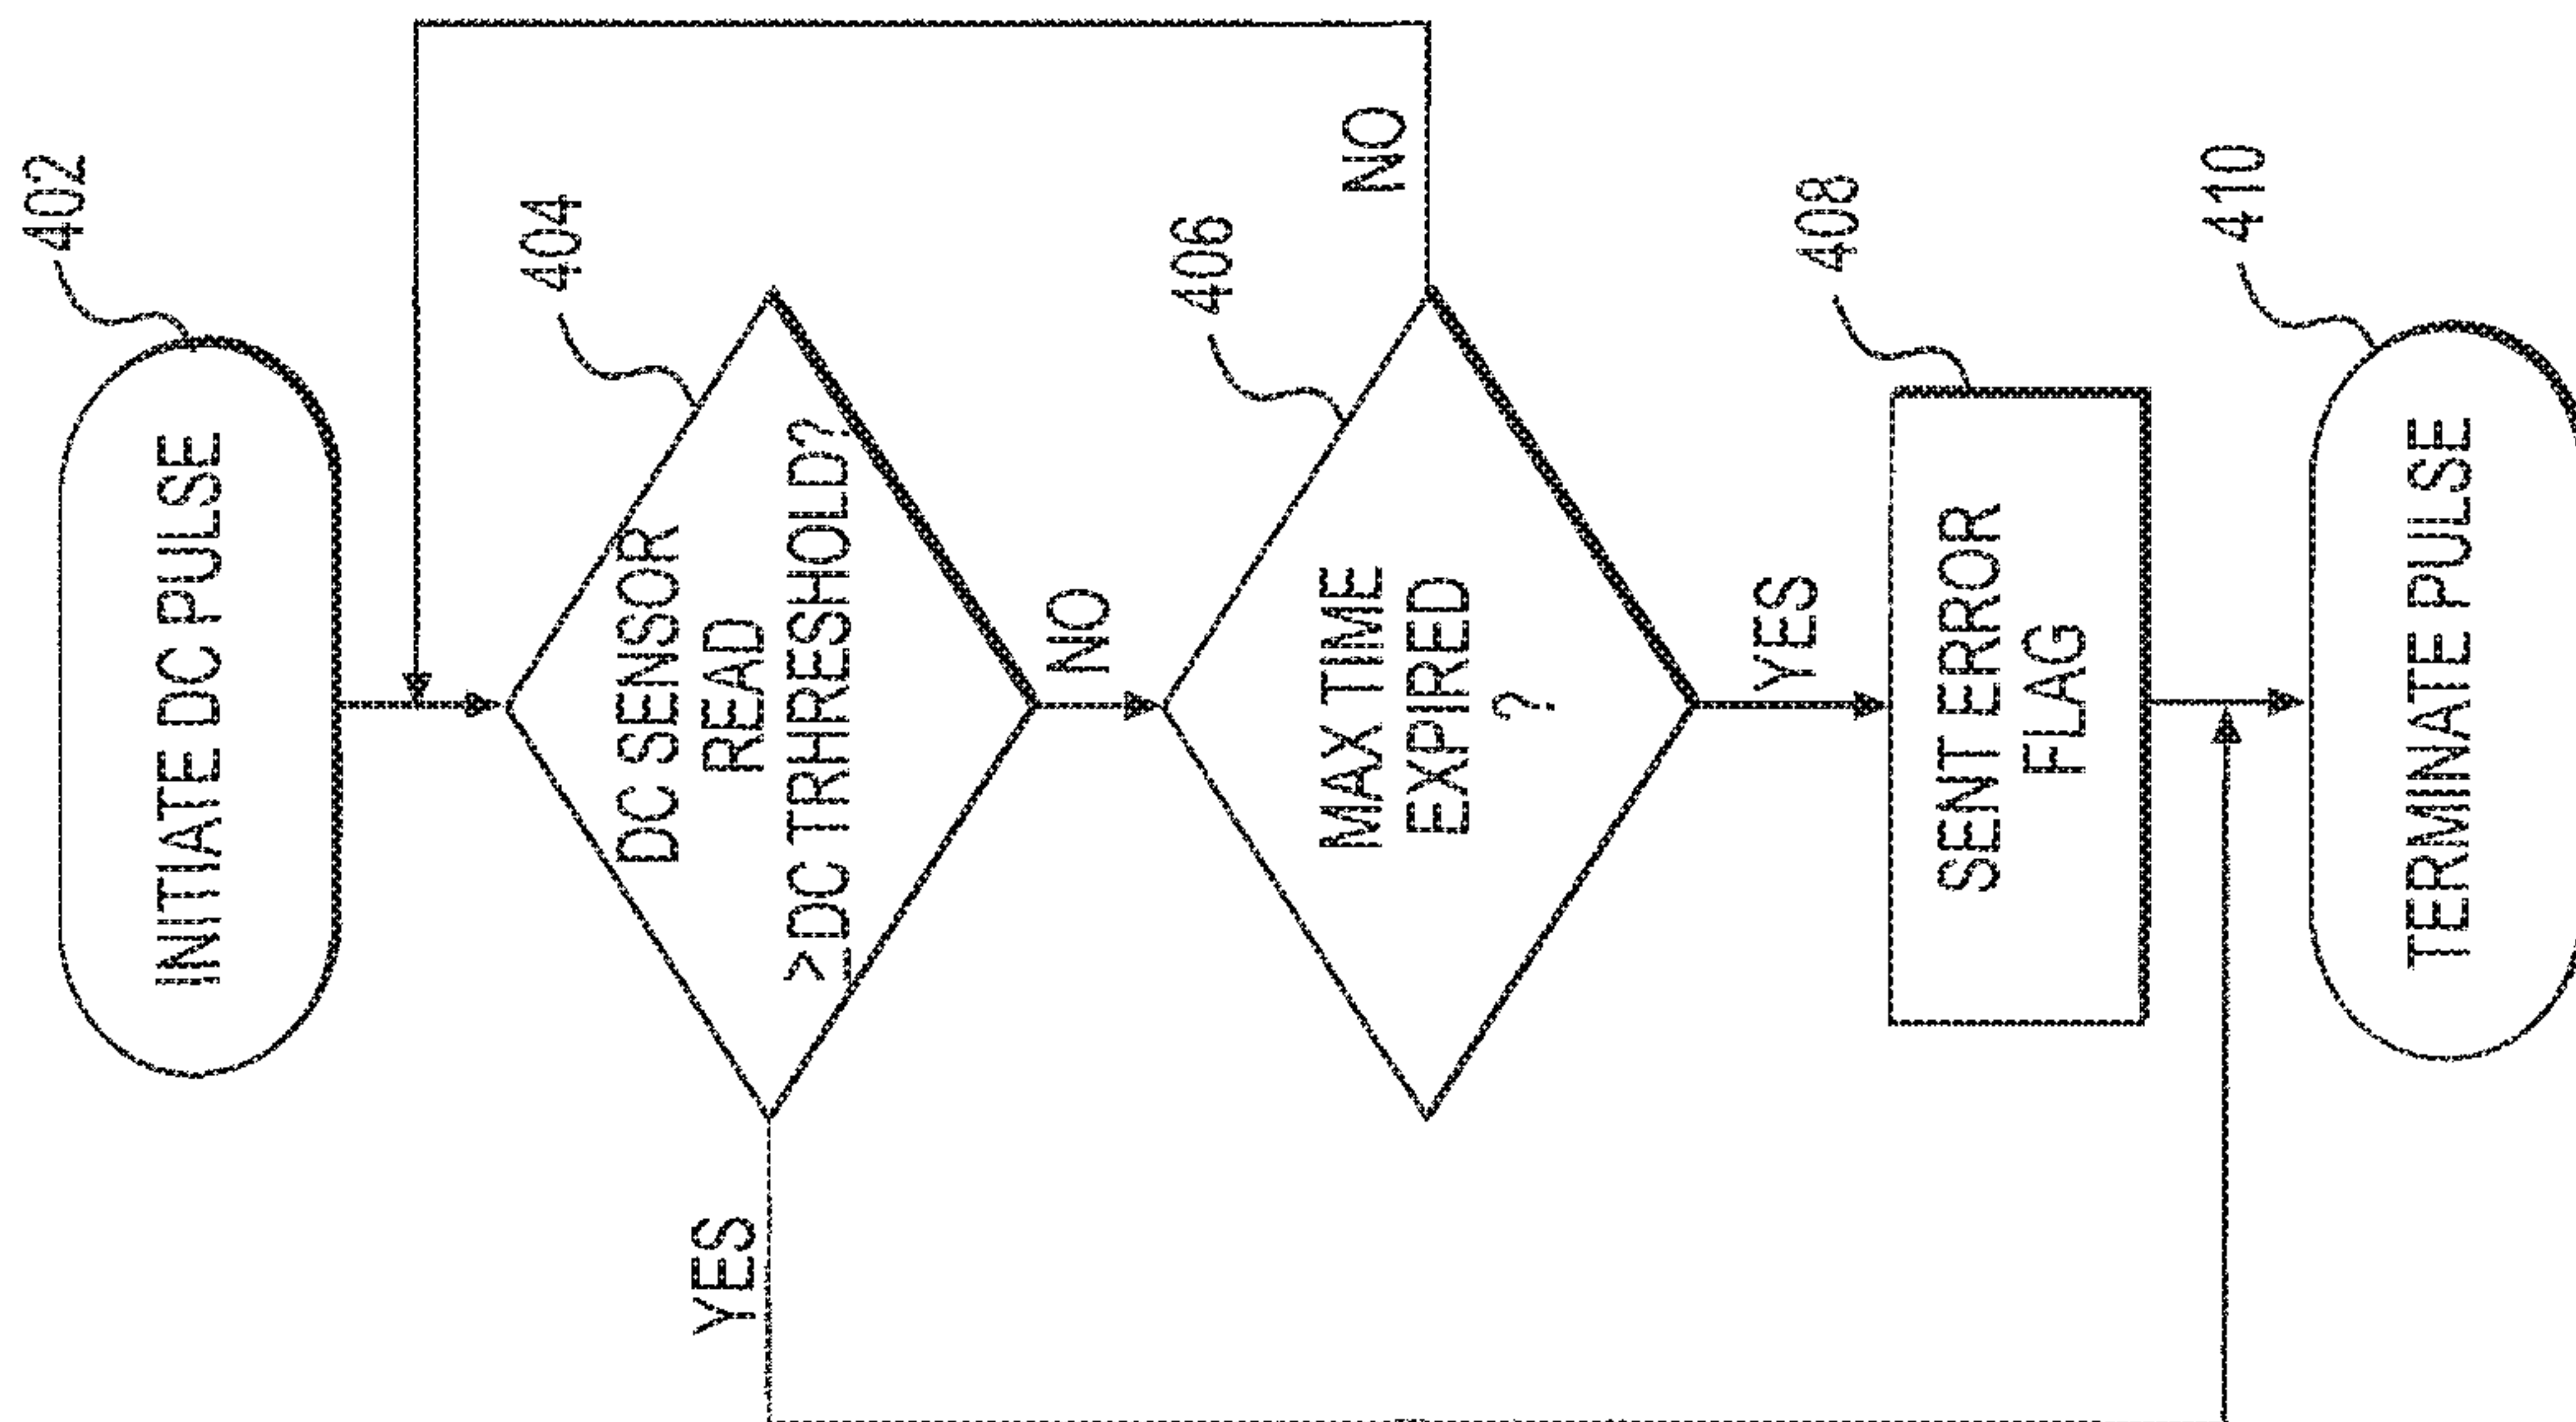 402
INITIATE DC PULSE
404
DC SENSOR
READ
≥DC TRHRESHOLD?
YES
NO
406
MAX TIME
EXPIRED
?
NO
YES
408
SENT ERROR
FLAG
410
TERMINATE PULSE